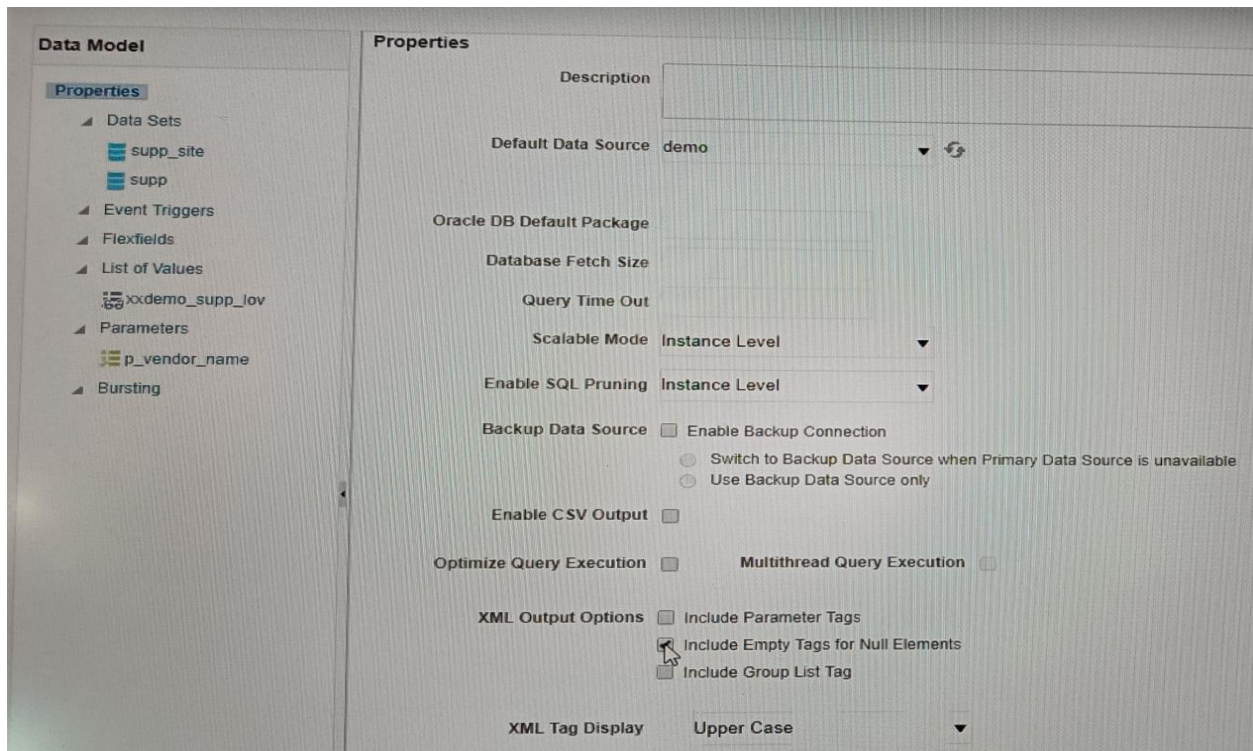 Data Model
Properties
Data Sets
supp_site
supp
Event Triggers
Flexfields
List of Values
xxdemo_supp_lov
Parameters
p_vendor_name
Bursting
Properties
Description
Default Data Source demo
Oracle DB Default Package
Database Fetch Size
Query Time Out
Scalable Mode Instance Level
Enable SQL Pruning Instance Level
Backup Data Source Enable Backup Connection
Switch to Backup Data Source when Primary Data Source is unavailable
Use Backup Data Source only
Enable CSV Output
Optimize Query Execution Multithread Query Execution
XML Output Options Include Parameter Tags
Include Empty Tags for Null Elements
Include Group List Tag
XML Tag Display Upper Case